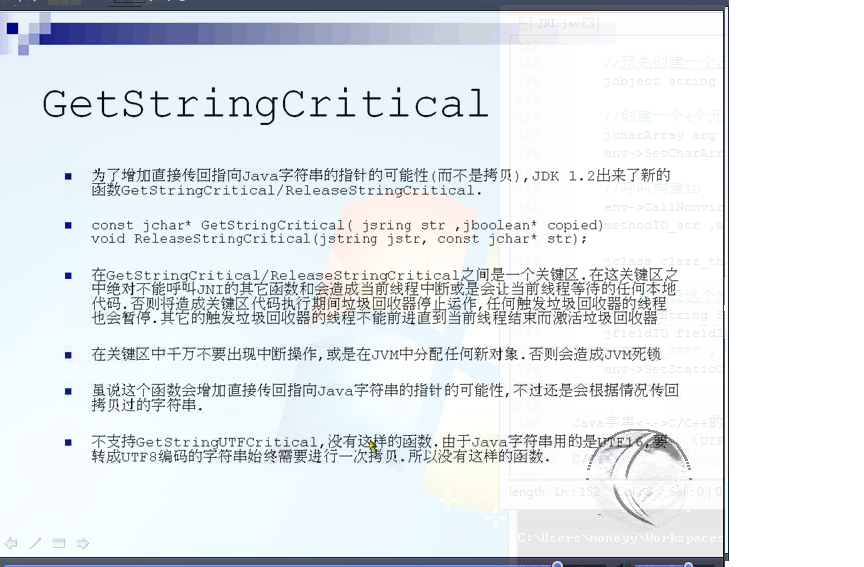 GetStringCritical
为了增加直接传回指向Java字符串的指针的可能性(而不是拷贝),JDK 1.2出来了新的
函数GetStringCritical/ReleaseStringCritical.
const jchar* GetStringCritical( jsring str ,jboolean* copied)
void ReleaseStringCritical(jstring jstr, const jchar* str);
在GetStringCritical/ReleaseStringCritical之间是一个关键区.在这关键区之
中绝对不能呼叫JNI的其它函数和会造成当前线程中断或是会让当前线程等待的任何本地
代码.否则将造成关键区代码执行期间垃圾回收器停止运作,任何触发垃圾回收器的线程
也会暂停.其它的触发垃圾回收器的线程不能前进直到当前线程结束而激活垃圾回收器
在关键区中千万不要出现中断操作,或是在JVM中分配任何新对象.否则会造成JVM死锁
虽说这个函数会增加直接传回指向Java字符串的指针的可能性,不过还是会根据情况传回
拷贝过的字符串.
不支持GetStringUTFCritical,没有这样的函数.由于Java字符串用的是UTF16,要
转成UTF8编码的字符串始终需要进行一次拷贝.所以没有这样的函数.
JNI java
//预先创建一个
jobject string
//创建一个4个元
jcharArray arg
env->SetCharArr
//呼叫构建ID
env->CallNonvir
methodID_str ,a
jclass clazz_th
env->SetStaticO
Java字串<-->C/C++的
length : Ln : 152 Sel : 0 | 0
C:\Users\moneyy\Workspaces